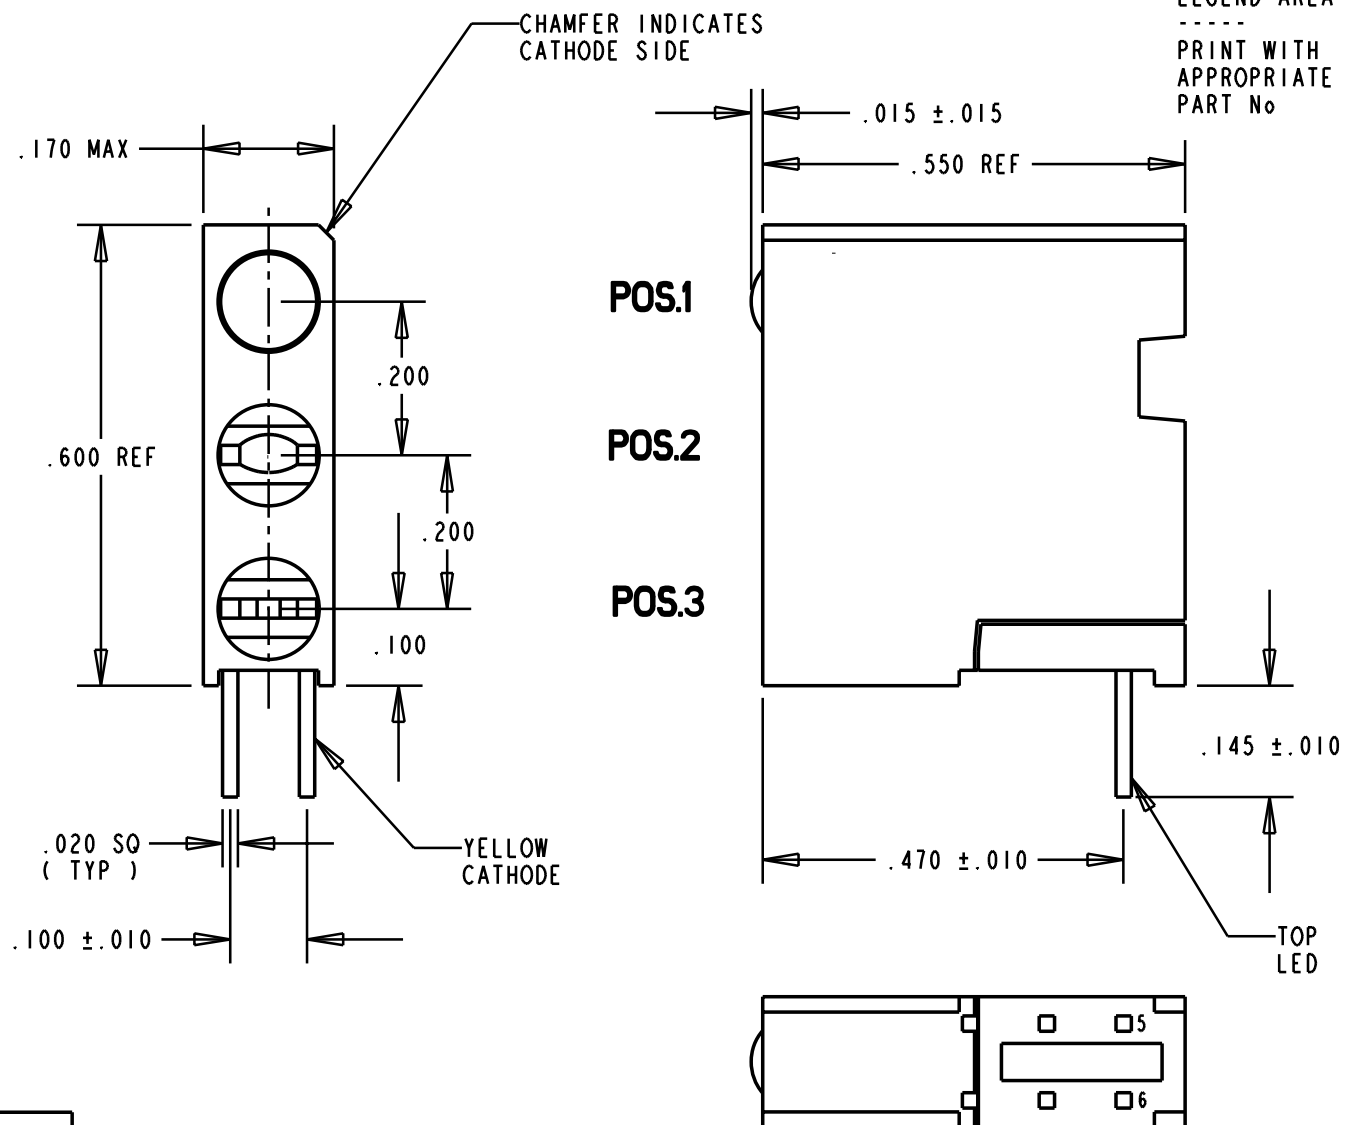 CHAMFER INDICATES
CATHODE SIDE
LEGEND AREA
-----
PRINT WITH
APPROPRIATE
PART No
.015 ±.015
.170 MAX
.550 REF
POS.1
.200
POS.2
.600 REF
.200
POS.3
.100
.145 ±.010
.020 SQ
( TYP )
YELLOW
CATHODE
.470 ±.010
.100 ±.010
TOP
LED
5
6